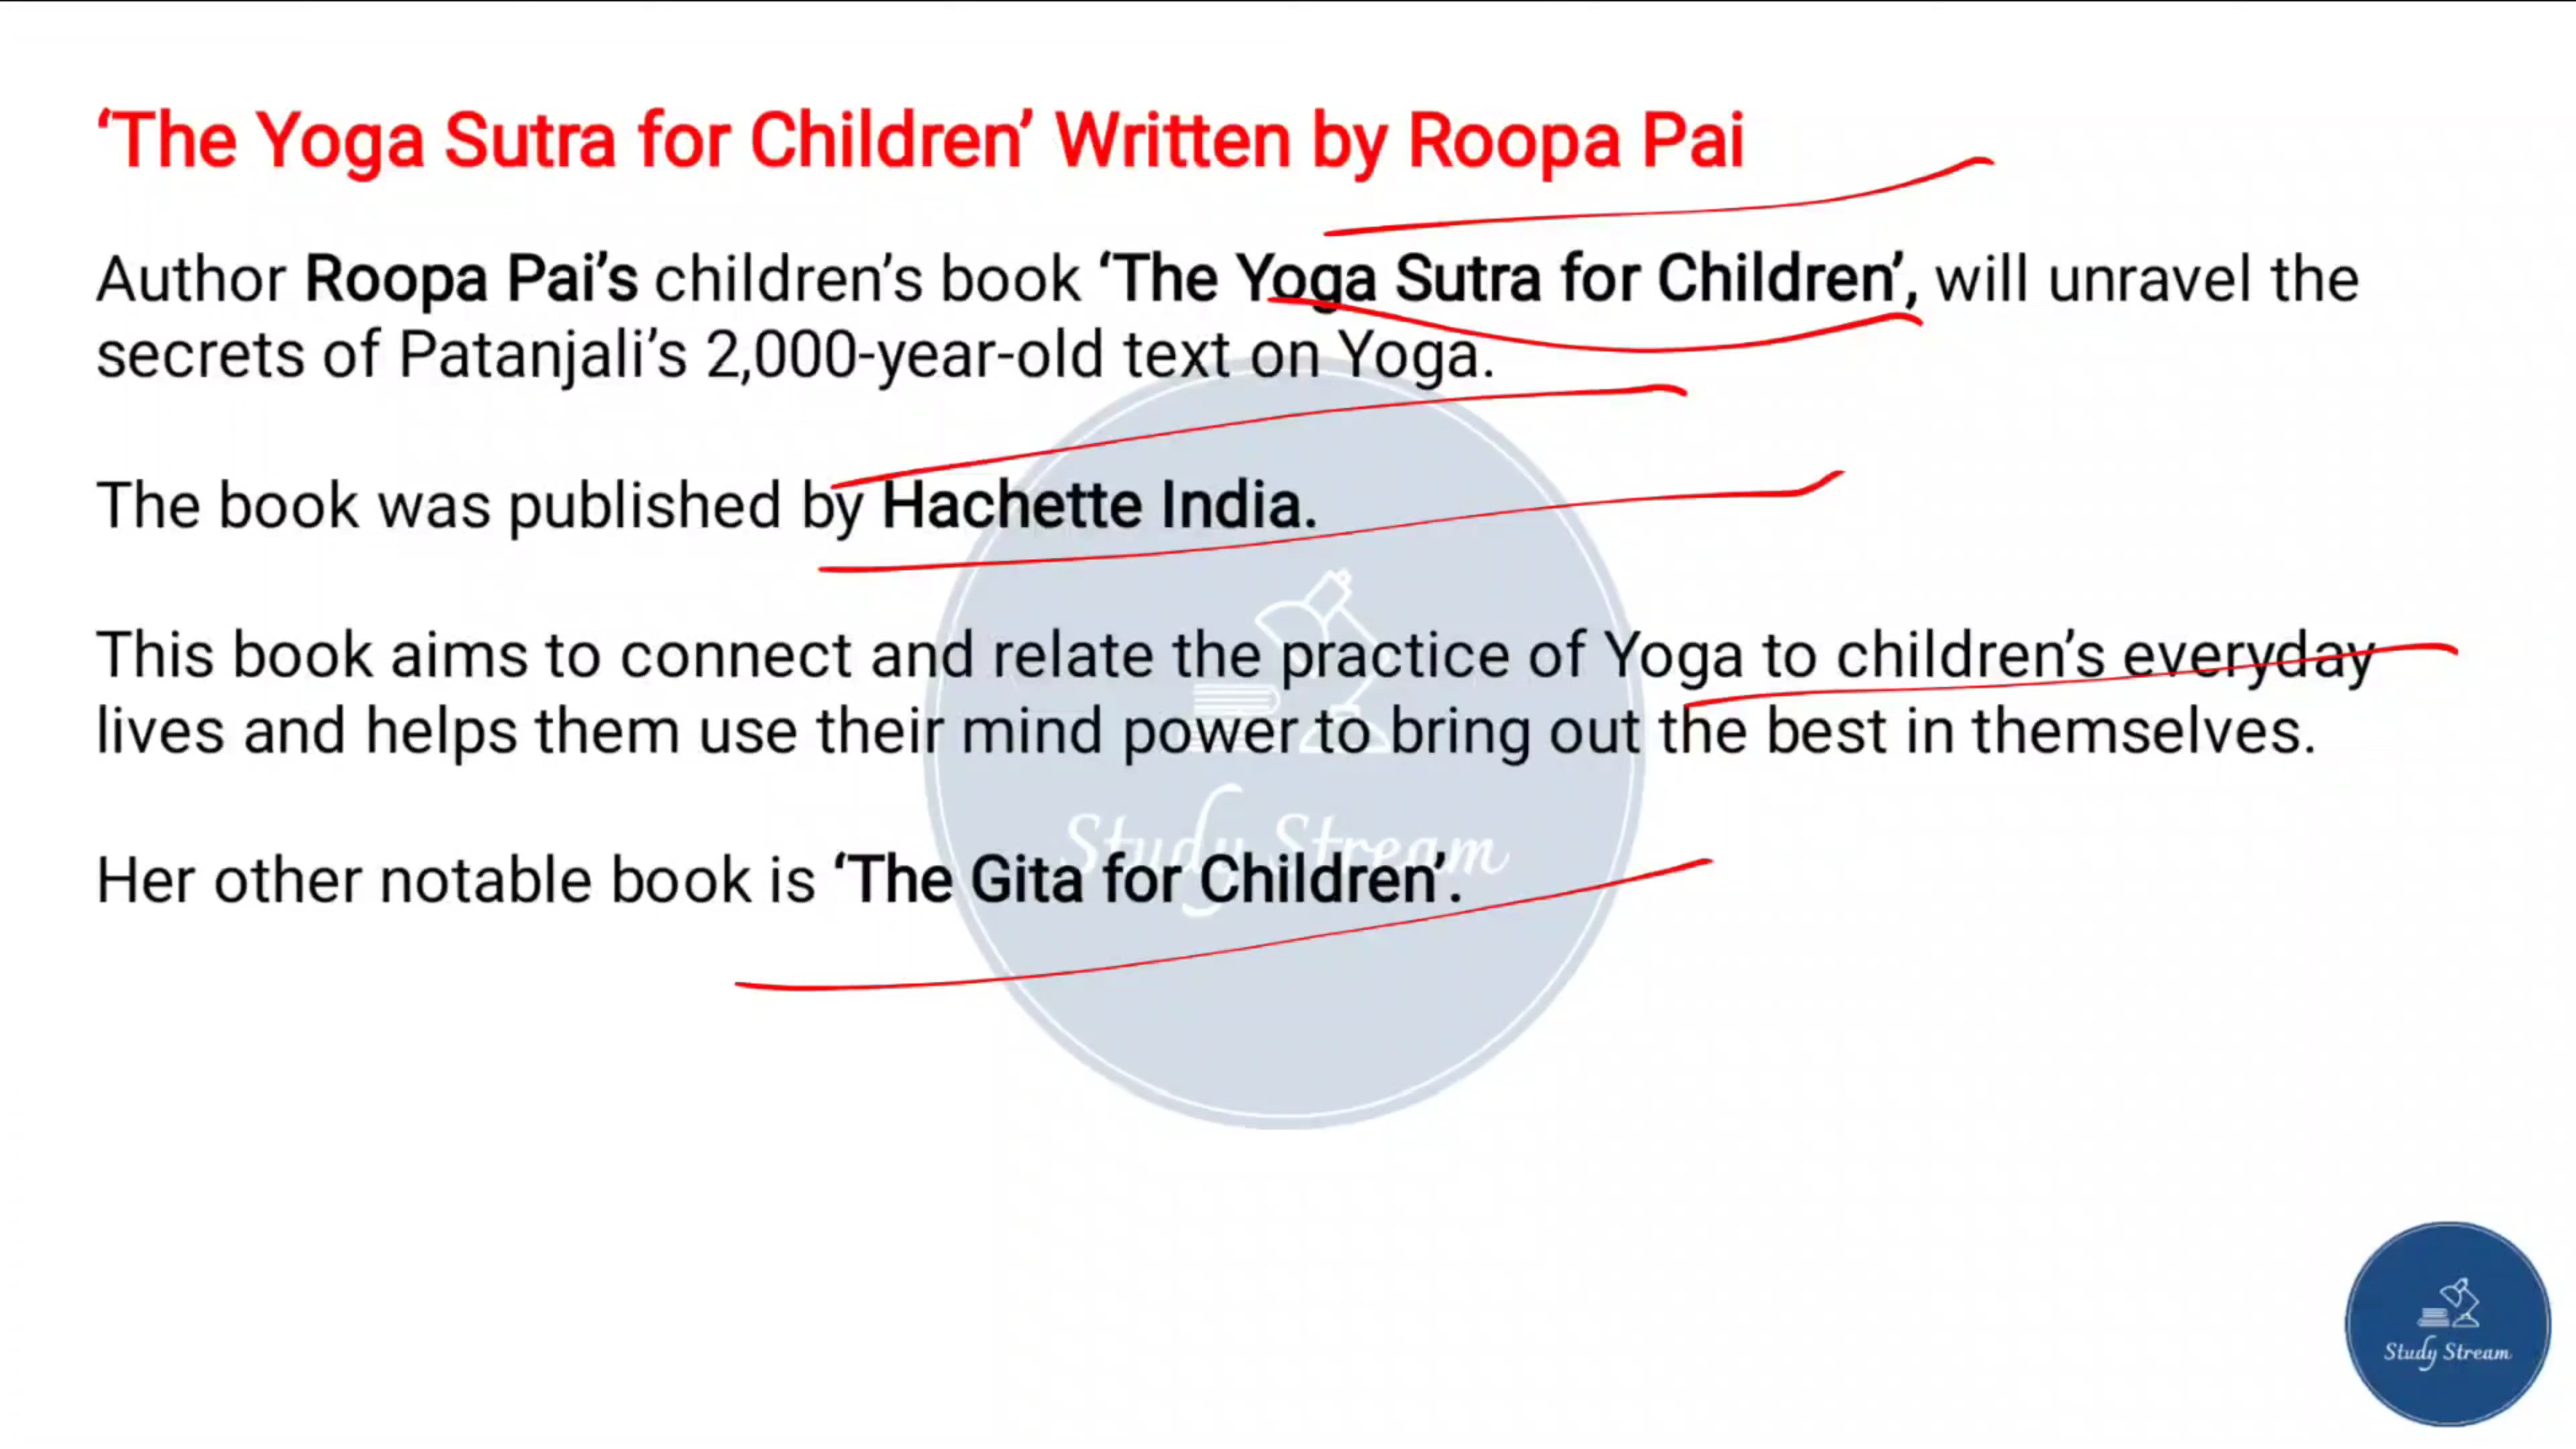 ‘The Yoga Sutra for Children’ Written by Roopa Pai
Author Roopa Pai’s children’s book ‘The Yoga Sutra for Children’, will unravel the
secrets of Patanjali’s 2,000-year-old text on Yoga.
The book was published by Hachette India.
This book aims to connect and relate the practice of Yoga to children’s everyday
lives and helps them use their mind power to bring out the best in themselves.
Study Stream
Her other notable book is ‘The Gita for Children’.
Study Stream